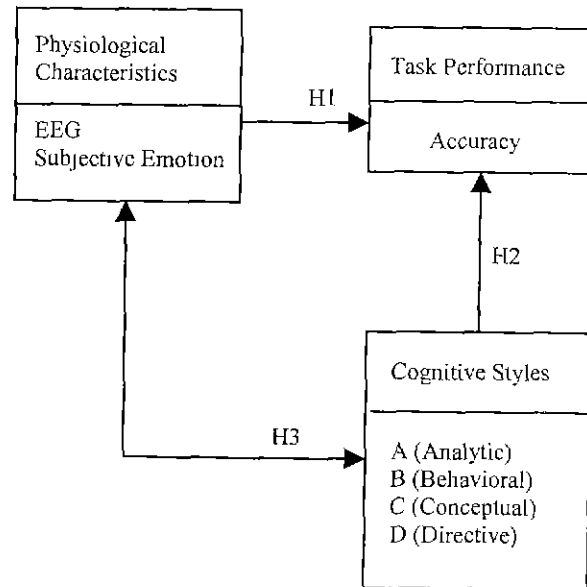 Physiological
Characteristics
EEG
Subjective Emotion
H1
Task Performance
Accuracy
H2
H3
Cognitive Styles
A (Analytic)
B (Behavioral)
C (Conceptual)
D (Directive)